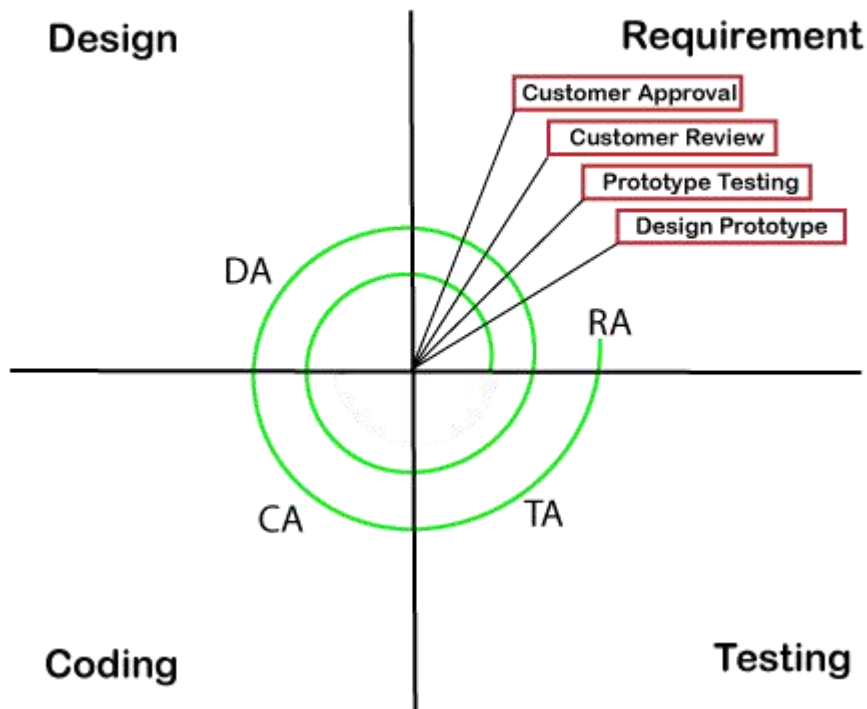 Design
Requirement
Customer Approval
Customer Review
Prototype Testing
Design Prototype
DA
RA
CA
TA
Coding
Testing